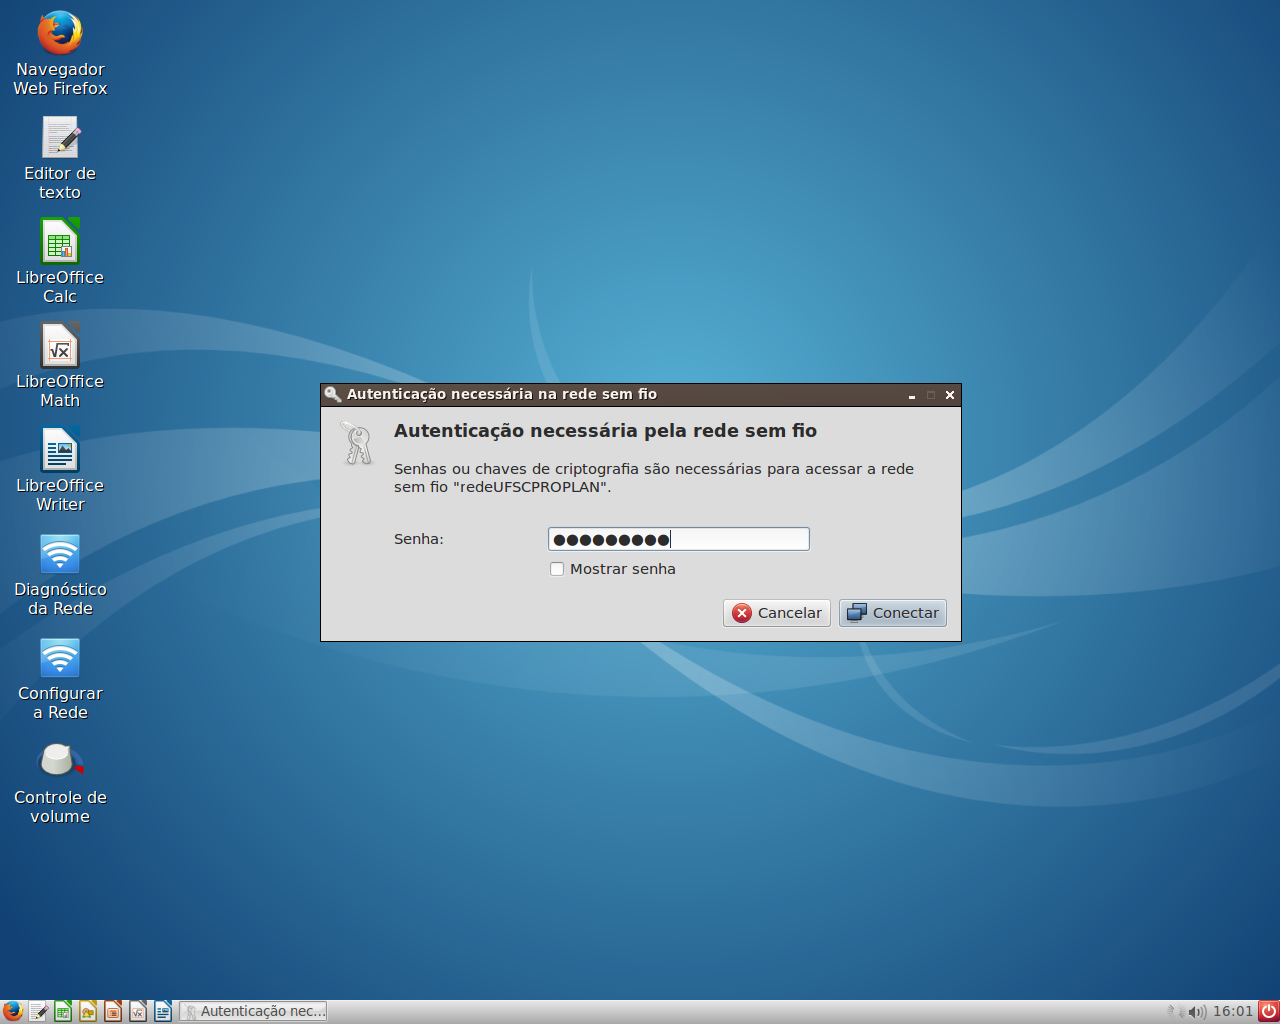 Navegador
Web Firefox
Editor de
texto
LibreOffice
Calc
LibreOffice
Math
LibreOffice
Writer
Diagnóstico
da Rede
Configurar
a Rede
Controle de
volume
Autenticação necessária na rede sem fio
Autenticação necessária pela rede sem fio
Senhas ou chaves de criptografia são necessárias para acessar a rede
sem fio "redeUFSCPROPLAN".
Senha: ●●●●●●●●●
Mostrar senha
Cancelar Conectar
Autenticação nec... 16:01